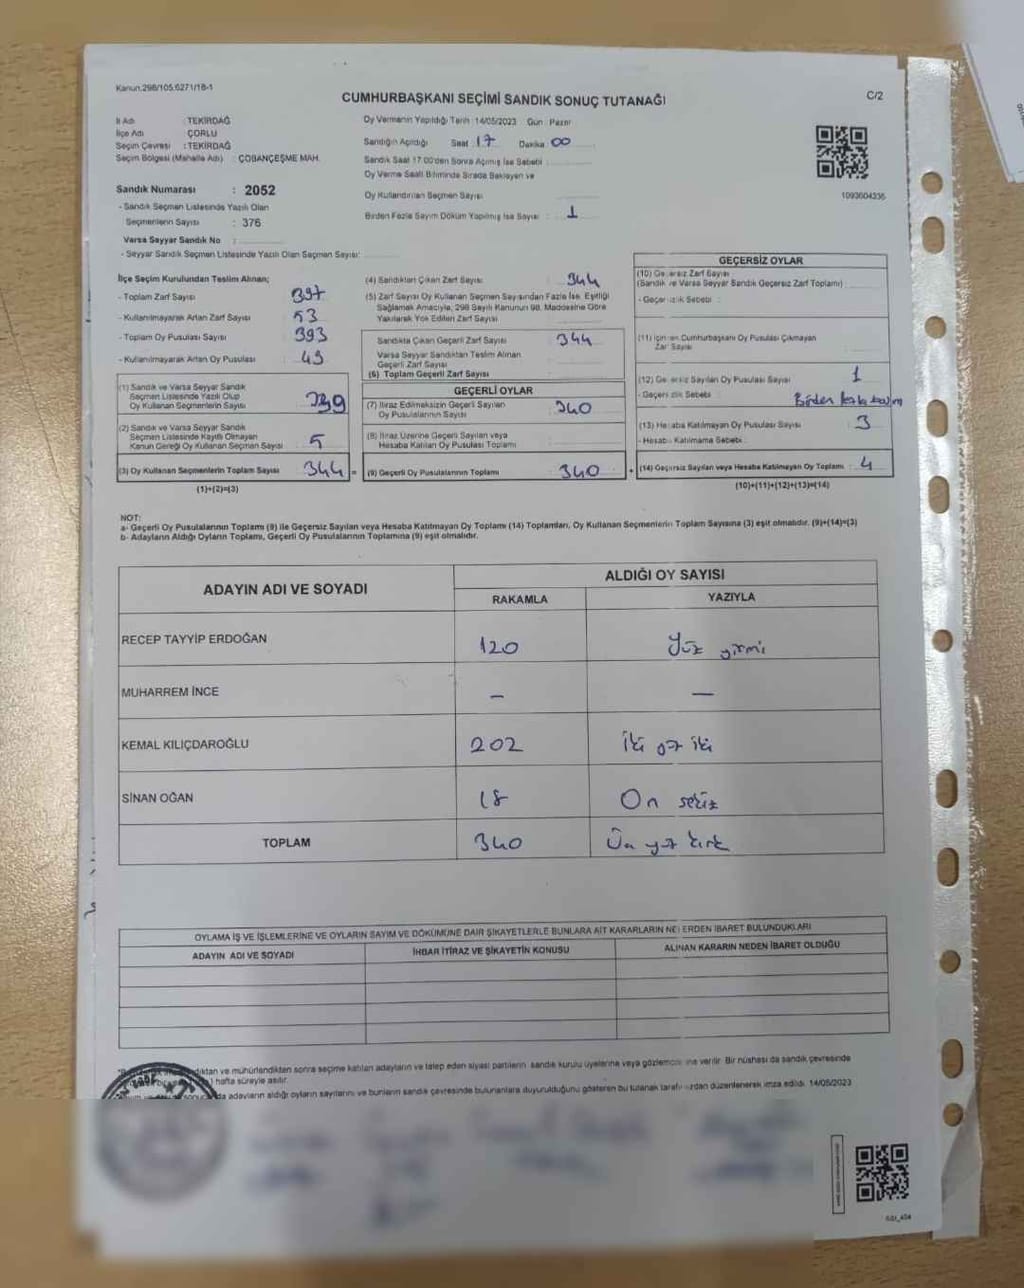 Kanun:298/105,6271/18-1
CUMHURBAŞKANI SEÇİMİ SANDIK SONUÇ TUTANAĞI
C/2
İl Adı : TEKİRDAĞ
İlçe Adı : ÇORLU
Seçim Çevresi : TEKİRDAĞ
Seçim Bölgesi (Mahalle Adı) : ÇOBANÇEŞME MAH.
Sandık Numarası : 2052
- Sandık Seçmen Listesinde Yazılı Olan
Seçmenlerin Sayısı : 376
Varsa Seyyar Sandık No :
- Seyyar Sandık Seçmen Listesinde Yazılı Olan Seçmen Sayısı:
Oy Vermenin Yapıldığı Tarih :14/05/2023 Gün : Pazar
Sandığın Açıldığı Saat : 17 Dakika : 00
Sandık Saat 17.00'den Sonra Açılmış İse Sebebi :
Oy Verme Saati Bitiminde Sırada Bekleyen ve
Oy Kullandırılan Seçmen Sayısı :
Birden Fazla Sayım Döküm Yapılmış İse Sayısı : 1
1093604336
İlçe Seçim Kurulundan Teslim Alınan;
- Toplam Zarf Sayısı : 397
- Kullanılmayarak Artan Zarf Sayısı : 53
- Toplam Oy Pusulası Sayısı : 393
- Kullanılmayarak Artan Oy Pusulası : 49
(1) Sandık ve Varsa Seyyar Sandık
Seçmen Listesinde Yazılı Olup
Oy Kullanan Seçmenlerin Sayısı : 339
(2) Sandık ve Varsa Seyyar Sandık
Seçmen Listesinde Kayıtlı Olmayan
Kanun Gereği Oy Kullanan Seçmen Sayısı : 5
(3) Oy Kullanan Seçmenlerin Toplam Sayısı : 344 =
(1)+(2)=(3)
(4) Sandıktan Çıkan Zarf Sayısı : 344
(5) Zarf Sayısı Oy Kullanan Seçmen Sayısından Fazla İse, Eşitliği
Sağlamak Amacıyla, 298 Sayılı Kanunun 98. Maddesine Göre
Yakılarak Yok Edilen Zarf Sayısı :
Sandıkta Çıkan Geçerli Zarf Sayısı : 344
Varsa Seyyar Sandıktan Teslim Alınan
Geçerli Zarf Sayısı :
(6) Toplam Geçerli Zarf Sayısı :
GEÇERLİ OYLAR
(7) İtiraz Edilmeksizin Geçerli Sayılan
Oy Pusulalarının Sayısı : 340
(8) İtiraz Üzerine Geçerli Sayılan veya
Hesaba Katılan Oy Pusulası Toplamı :
(9) Geçerli Oy Pusulalarının Toplamı : 340 +
GEÇERSİZ OYLAR
(10) Geçersiz Zarf Sayısı
(Sandık ve Varsa Seyyar Sandık Geçersiz Zarf Toplamı) :
- Geçersizlik Sebebi :
(11) İçinden Cumhurbaşkanı Oy Pusulası Çıkmayan
Zarf Sayısı :
(12) Geçersiz Sayılan Oy Pusulası Sayısı : 1
- Geçersizlik Sebebi : Birden fazla basım
(13) Hesaba Katılmayan Oy Pusulası Sayısı : 3
- Hesaba Katılmama Sebebi :
(14) Geçersiz Sayılan veya Hesaba Katılmayan Oy Toplamı : 4
(10)+(11)+(12)+(13)=(14)
NOT:
a- Geçerli Oy Pusulalarının Toplamı (9) ile Geçersiz Sayılan veya Hesaba Katılmayan Oy Toplamı (14) Toplamları, Oy Kullanan Seçmenlerin Toplam Sayısına (3) eşit olmalıdır. (9)+(14)=(3)
b- Adayların Aldığı Oyların Toplamı, Geçerli Oy Pusulalarının Toplamına (9) eşit olmalıdır.
ADAYIN ADI VE SOYADI
ALDIĞI OY SAYISI
RAKAMLA YAZIYLA
RECEP TAYYİP ERDOĞAN 120 Yüz yirmi
MUHARREM İNCE – –
KEMAL KILIÇDAROĞLU 202 İki yüz iki
SİNAN OĞAN 18 On sekiz
TOPLAM 340 Üç yüz kırk
OYLAMA İŞ VE İŞLEMLERİNE VE OYLARIN SAYIM VE DÖKÜMÜNE DAİR ŞİKAYETLERLE BUNLARA AİT KARARLARIN NELERDEN İBARET BULUNDUKLARI
ADAYIN ADI VE SOYADI İHBAR İTİRAZ VE ŞİKAYETİN KONUSU ALINAN KARARIN NEDEN İBARET OLDUĞU
dıktan ve mühürlendikten sonra seçime katılan adayların ve talep eden siyasi partilerin sandık kurulu üyelerine veya gözlemcilerine verilir. Bir nüshası da sandık çevresinde
) hafta süreyle asılır.
da adayların aldığı oyların sayılarını ve bunların sandık çevresinde bulunanlara duyurulduğunu gösteren bu tutanak tarafımızdan düzenlenerek imza edildi. 14/05/2023